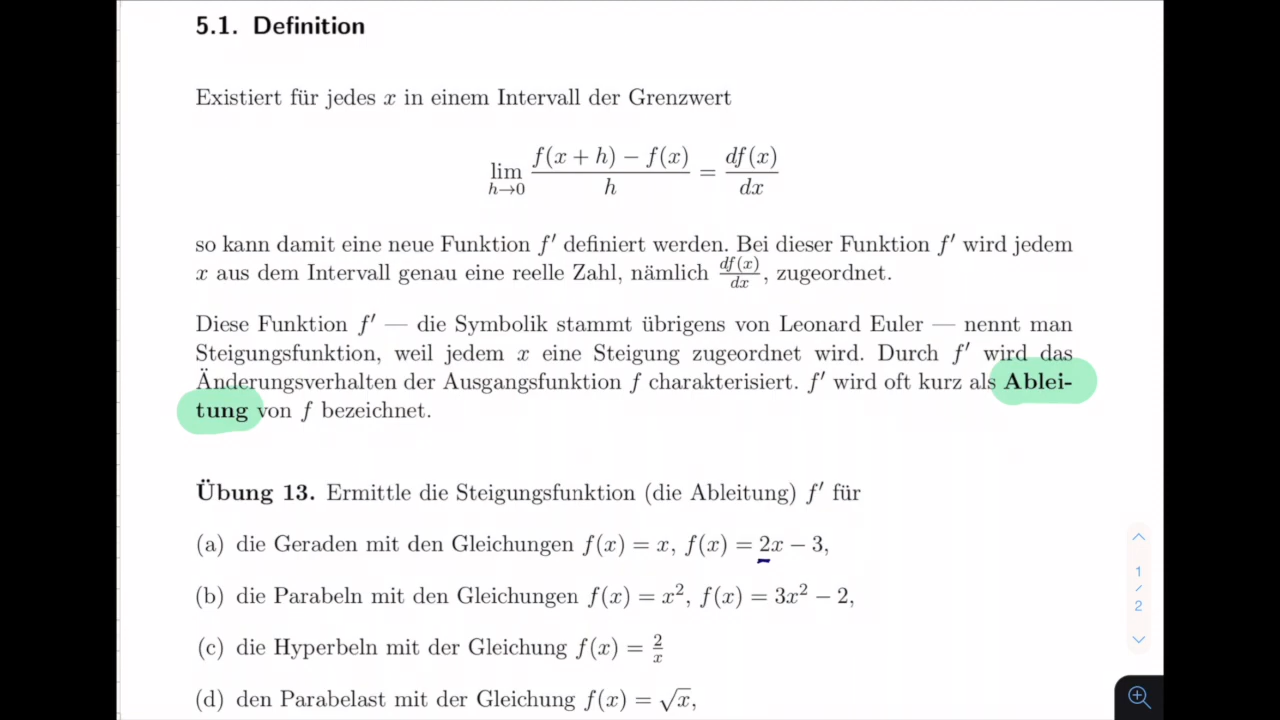 5.1. Definition
Existiert für jedes x in einem Intervall der Grenzwert
lim_{h→0} \frac{f(x + h) − f(x)}{h} = \frac{df(x)}{dx}
so kann damit eine neue Funktion f′ definiert werden. Bei dieser Funktion f′ wird jedem
x aus dem Intervall genau eine reelle Zahl, nämlich \frac{df(x)}{dx}, zugeordnet.
Diese Funktion f′ — die Symbolik stammt übrigens von Leonard Euler — nennt man
Steigungsfunktion, weil jedem x eine Steigung zugeordnet wird. Durch f′ wird das
Änderungsverhalten der Ausgangsfunktion f charakterisiert. f′ wird oft kurz als Ablei-
tung von f bezeichnet.
Übung 13. Ermittle die Steigungsfunktion (die Ableitung) f′ für
(a) die Geraden mit den Gleichungen f(x) = x, f(x) = 2x − 3,
(b) die Parabeln mit den Gleichungen f(x) = x², f(x) = 3x² − 2,
(c) die Hyperbeln mit der Gleichung f(x) = \frac{2}{x}
(d) den Parabelast mit der Gleichung f(x) = √x,
1
/
2